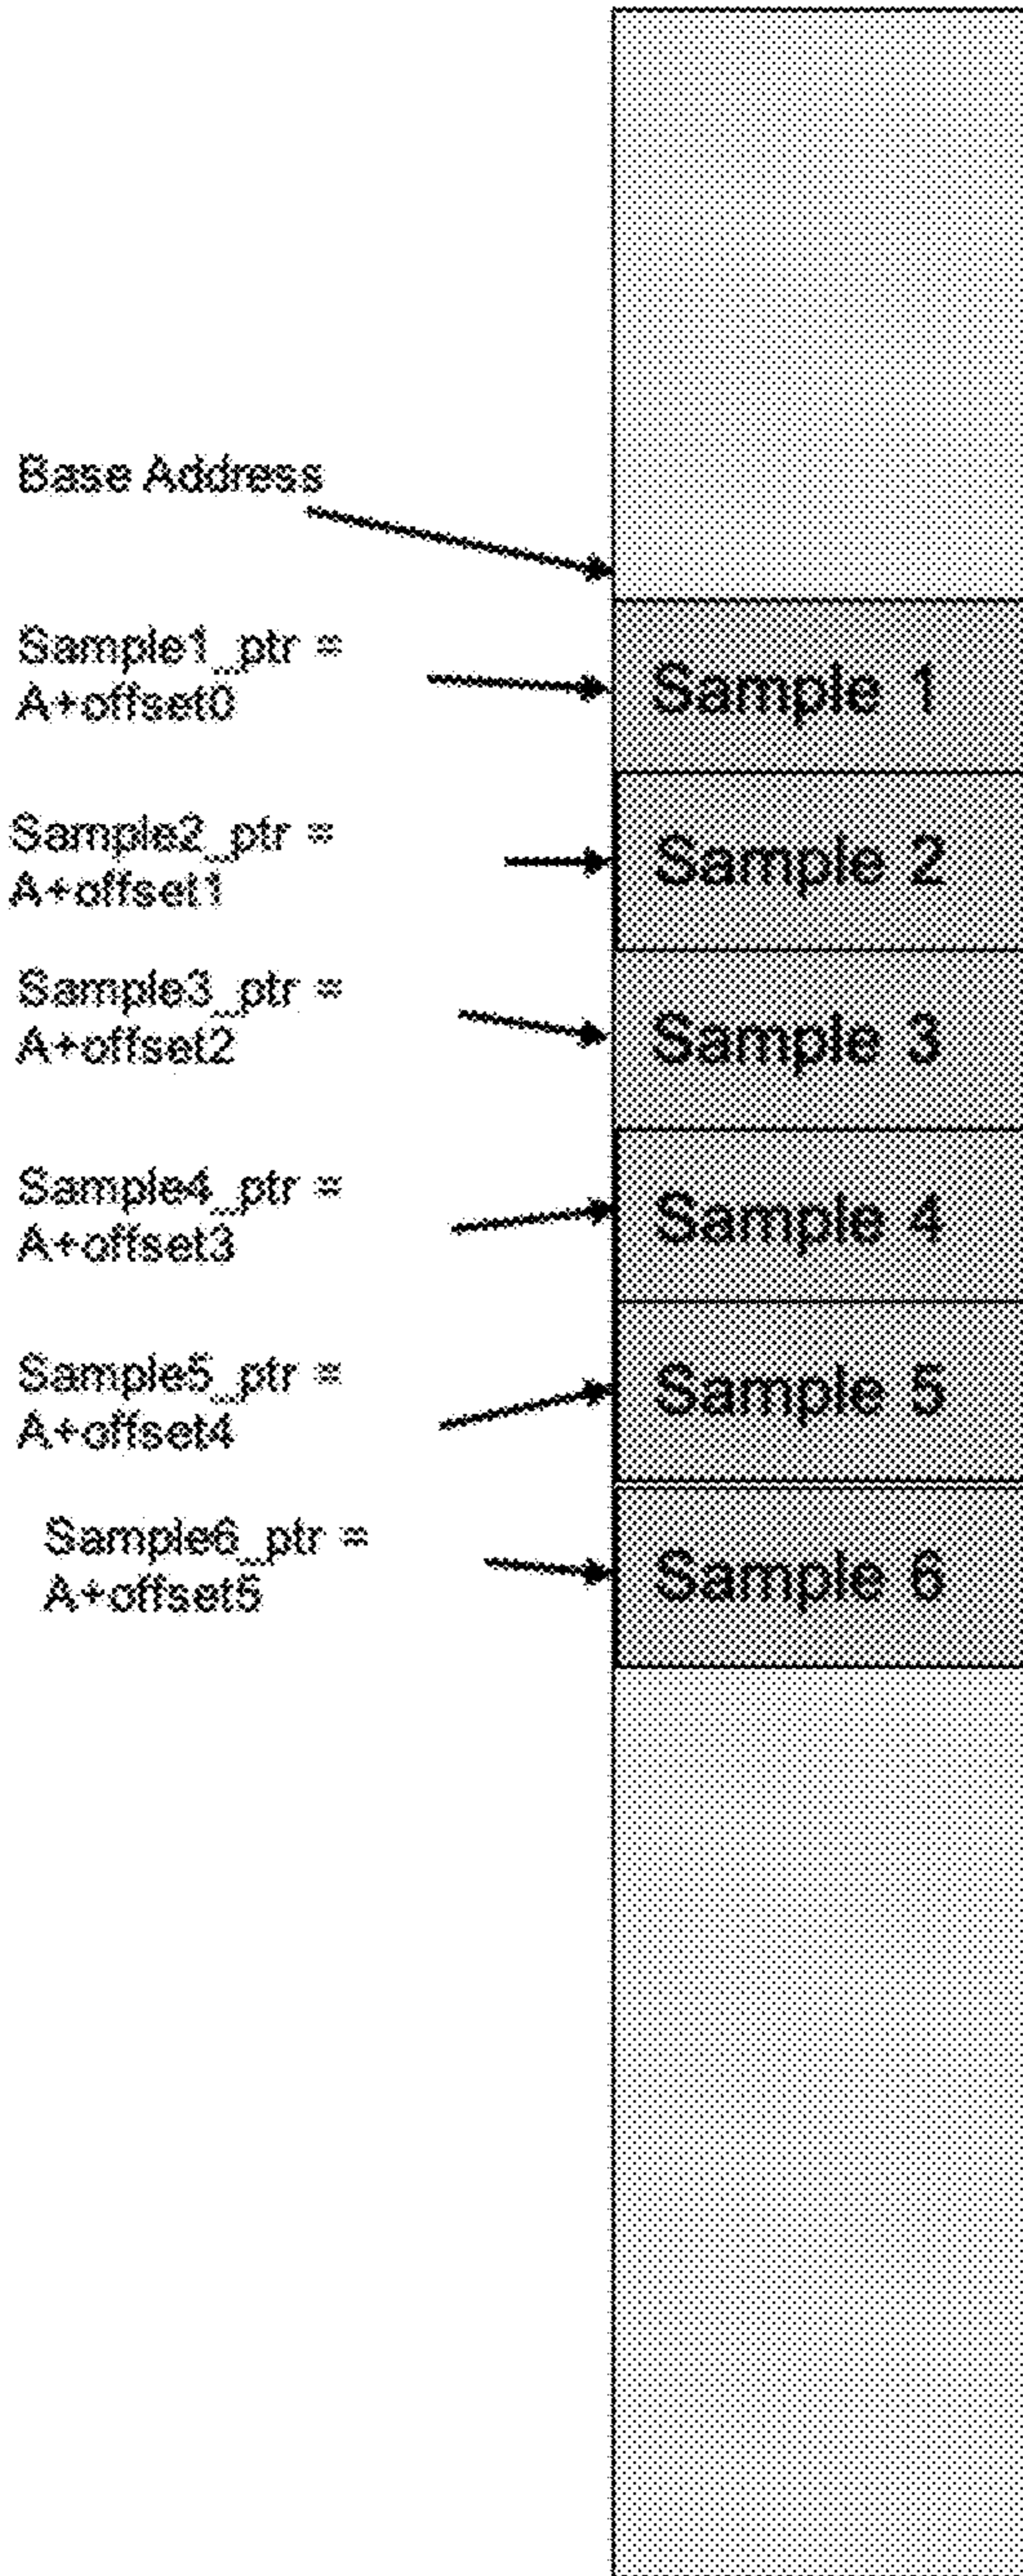 Base Address
Sample1_ptr =
A+offset0
Sample 1
Sample2_ptr =
A+offset1
Sample 2
Sample3_ptr =
A+offset2
Sample 3
Sample4_ptr =
A+offset3
Sample 4
Sample5_ptr =
A+offset4
Sample 5
Sample6_ptr =
A+offset5
Sample 6